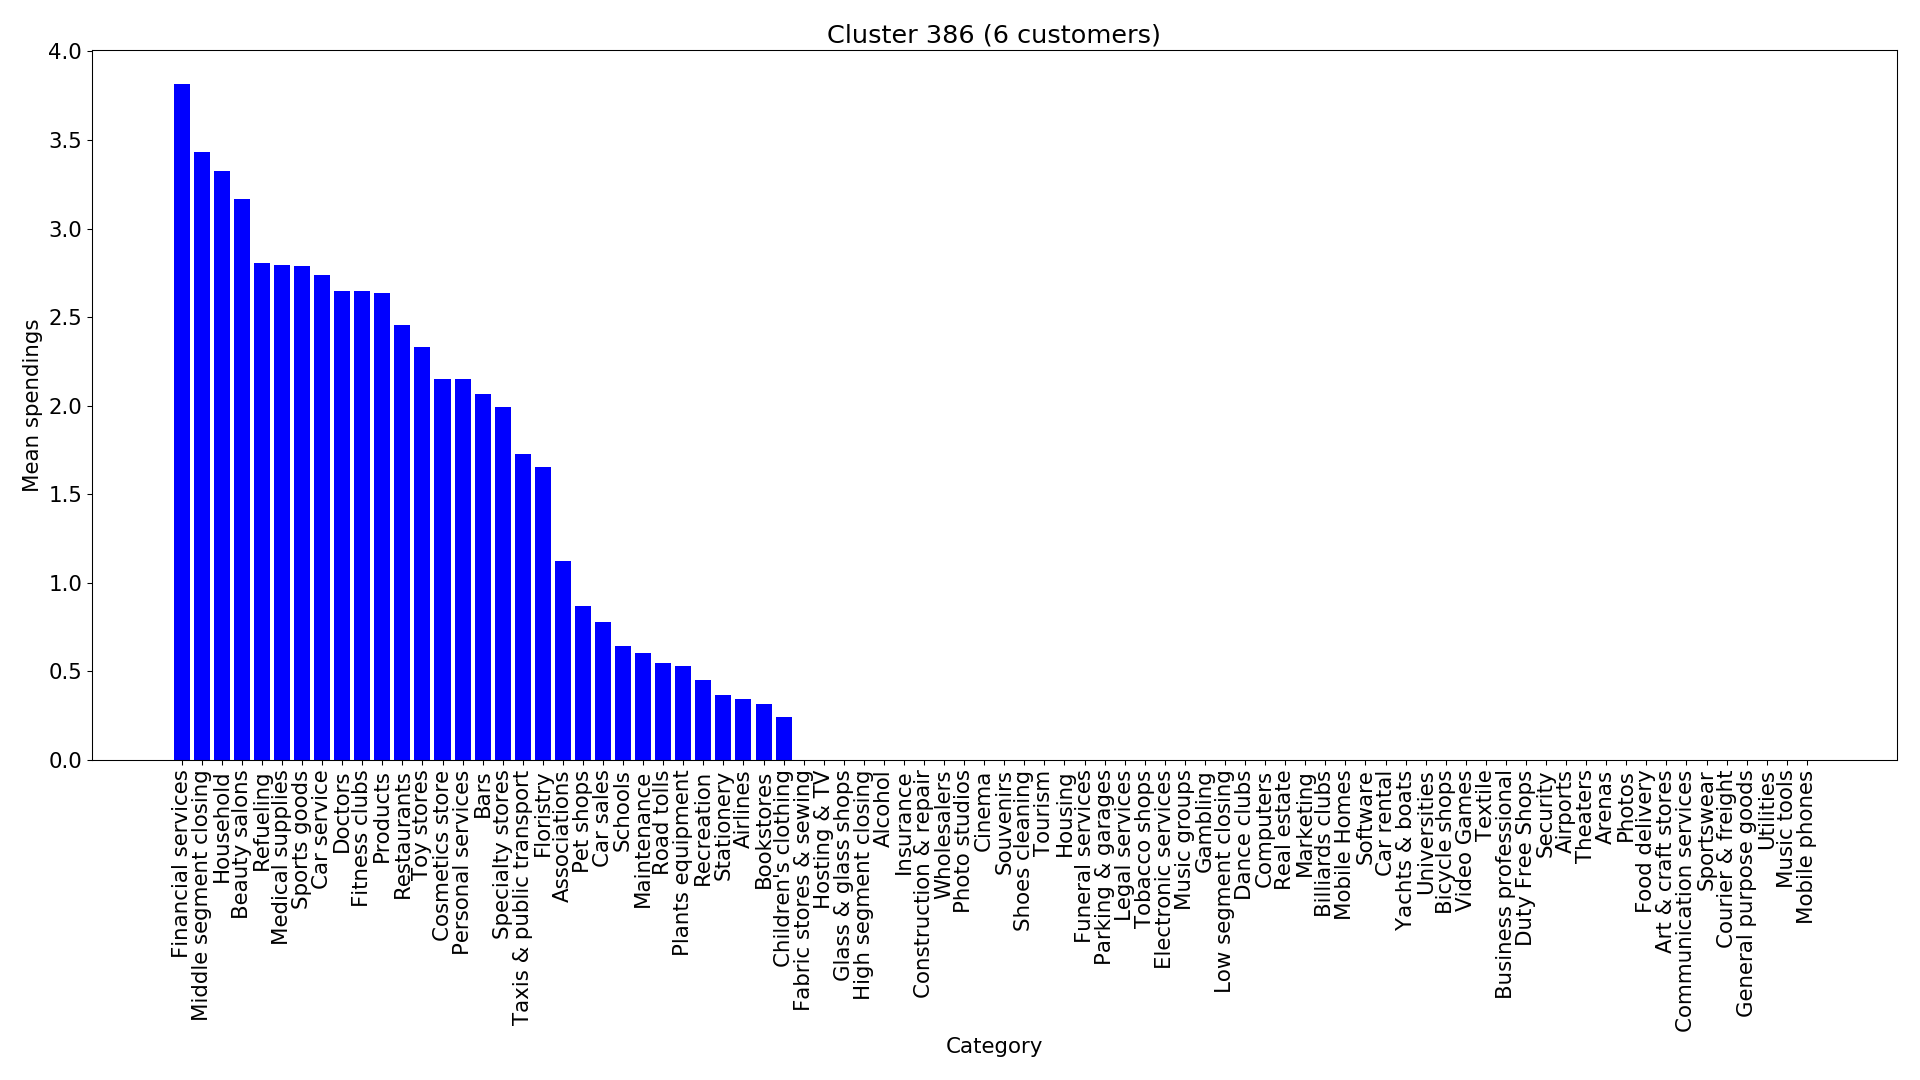 Cluster 386 (6 customers)
4.0
3.5
3.0
2.5
2.0
1.5
1.0
0.5
0.0
Mean spendings
Financial services
Middle segment closing
Household
Beauty salons
Refueling
Medical supplies
Sports goods
Car service
Doctors
Fitness clubs
Products
Restaurants
Toy stores
Cosmetics store
Personal services
Bars
Specialty stores
Taxis & public transport
Floristry
Associations
Pet shops
Car sales
Schools
Maintenance
Road tolls
Plants equipment
Recreation
Stationery
Airlines
Bookstores
Children's clothing
Fabric stores & sewing
Hosting & TV
Glass & glass shops
High segment closing
Alcohol
Insurance
Construction & repair
Wholesalers
Photo studios
Cinema
Souvenirs
Shoes cleaning
Tourism
Housing
Funeral services
Parking & garages
Legal services
Tobacco shops
Electronic services
Music groups
Gambling
Low segment closing
Dance clubs
Computers
Real estate
Marketing
Billiards clubs
Mobile Homes
Software
Car rental
Yachts & boats
Universities
Bicycle shops
Video Games
Textile
Business professional
Duty Free Shops
Security
Airports
Theaters
Arenas
Photos
Food delivery
Art & craft stores
Communication services
Sportswear
Courier & freight
General purpose goods
Utilities
Music tools
Mobile phones
Category